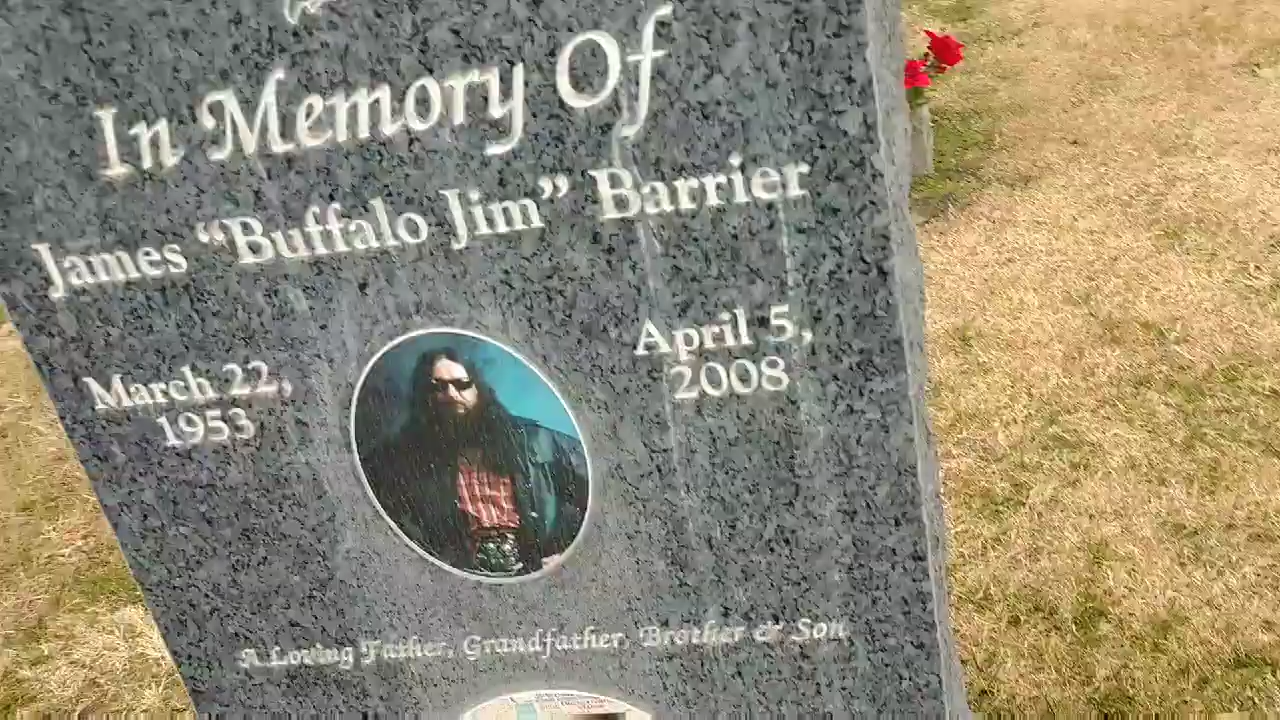 In Memory Of
James “Buffalo Jim” Barrier
March 22,
1953
April 5,
2008
A Loving Father, Grandfather, Brother & Son